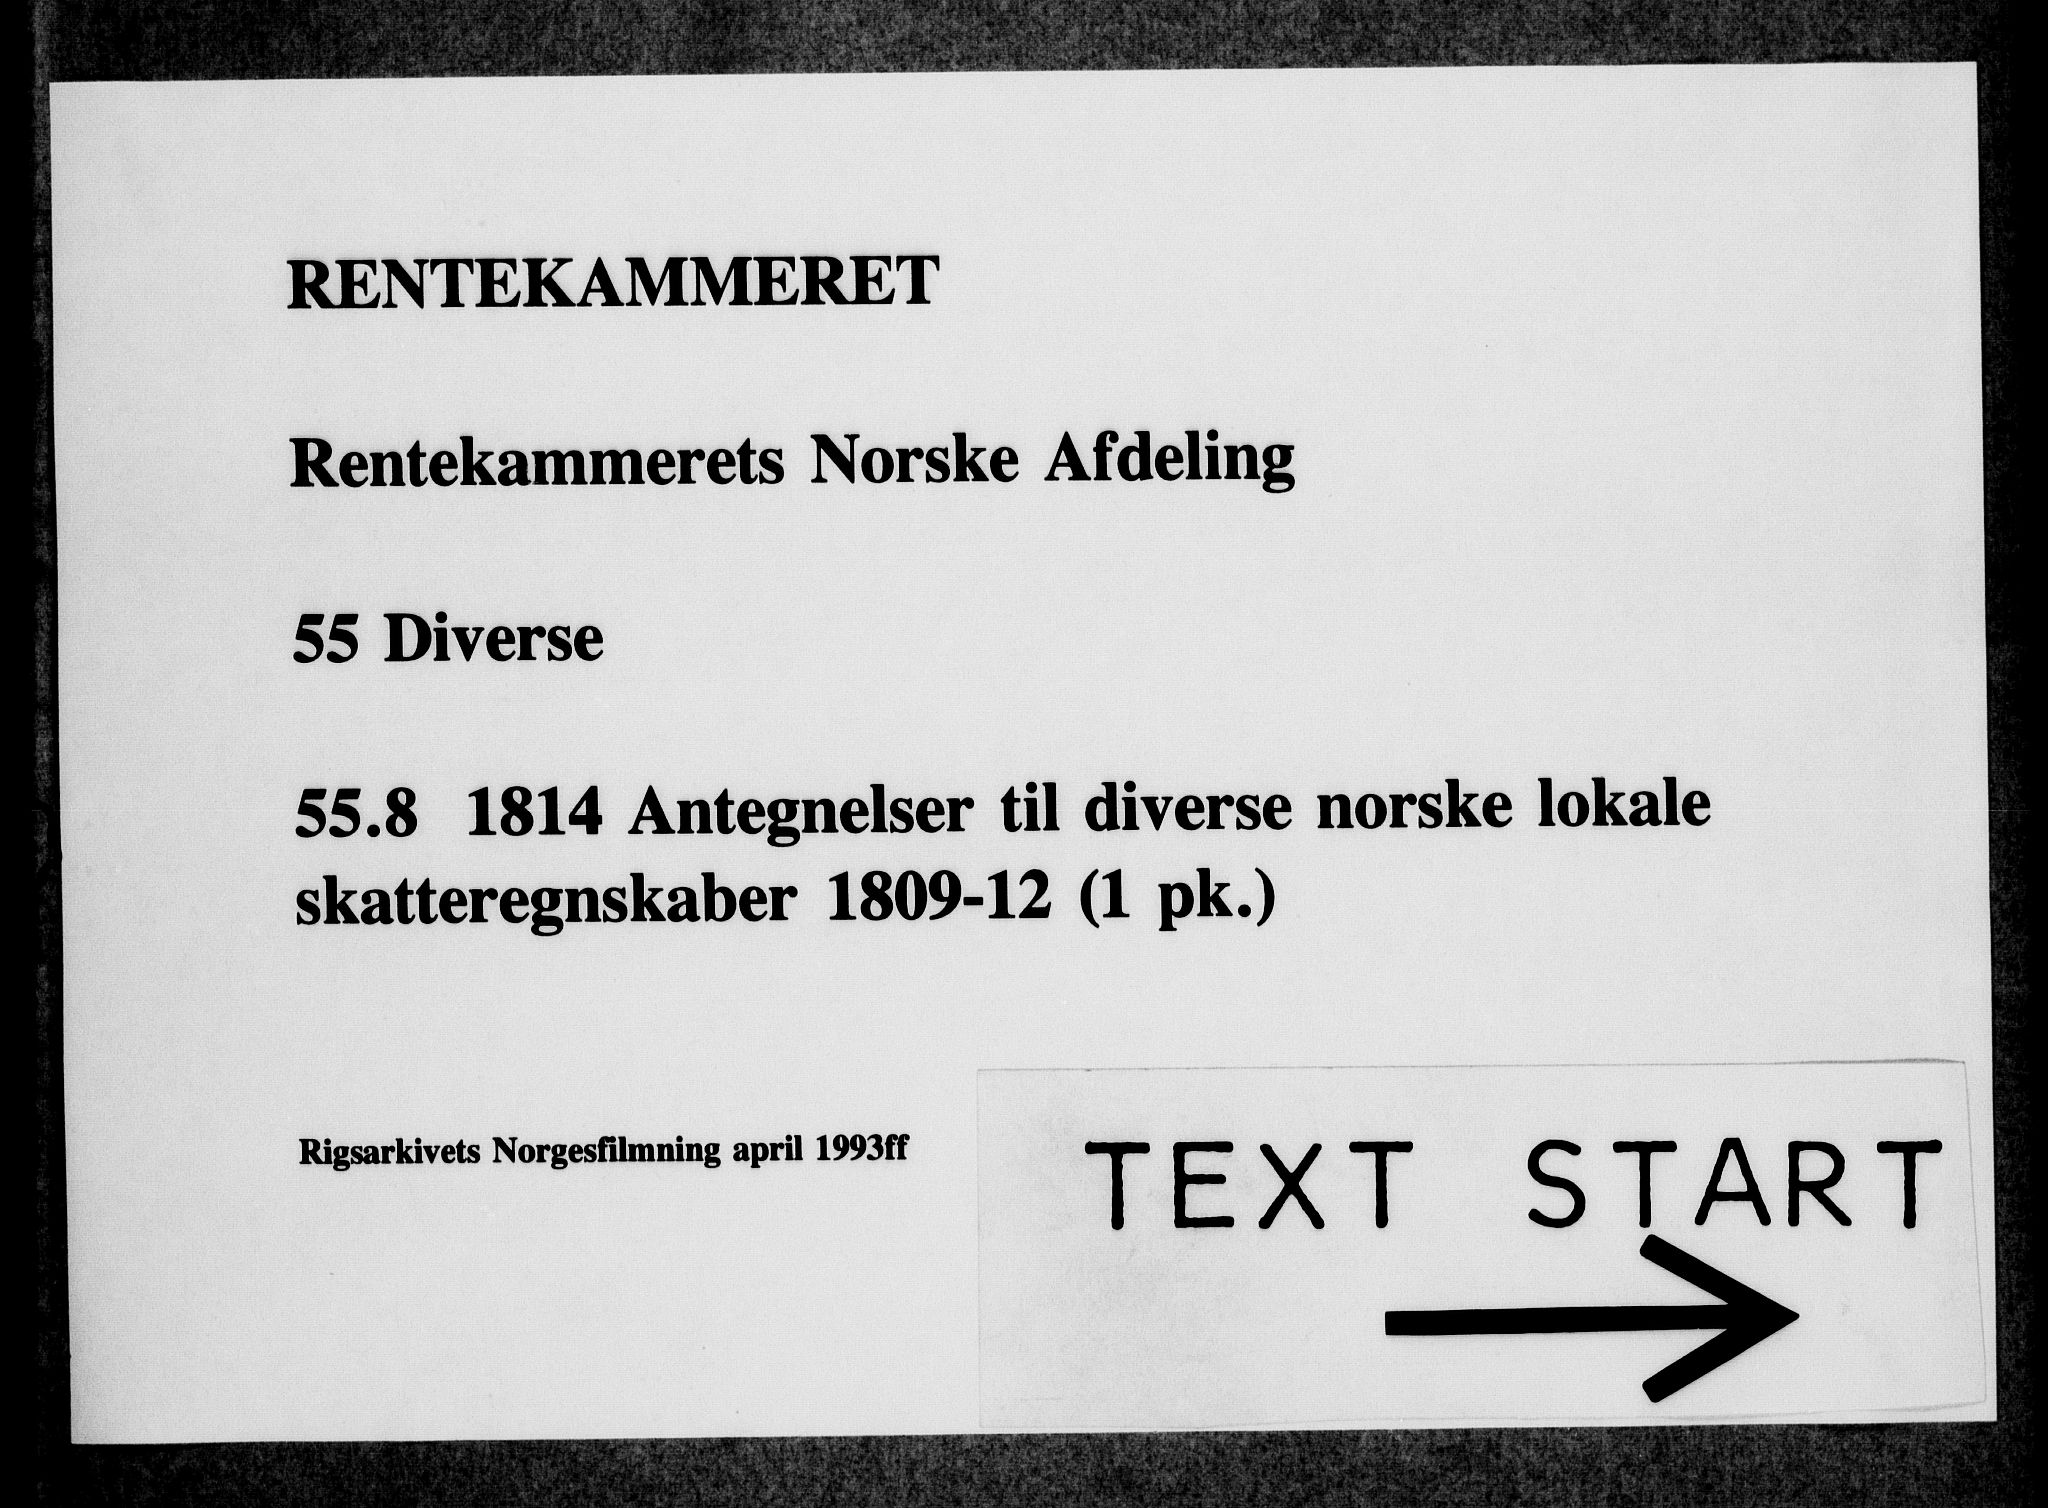 RENTEKAMMERET
Rentekammerets Norske Afdeling
55 Diverse
55.8 1814 Antegnelser til diverse norske lokale
skatteregnskaber 1809-12 (1 pk.)
Rigsarkivets Norgesfilmning april 1993ff
TEXT START